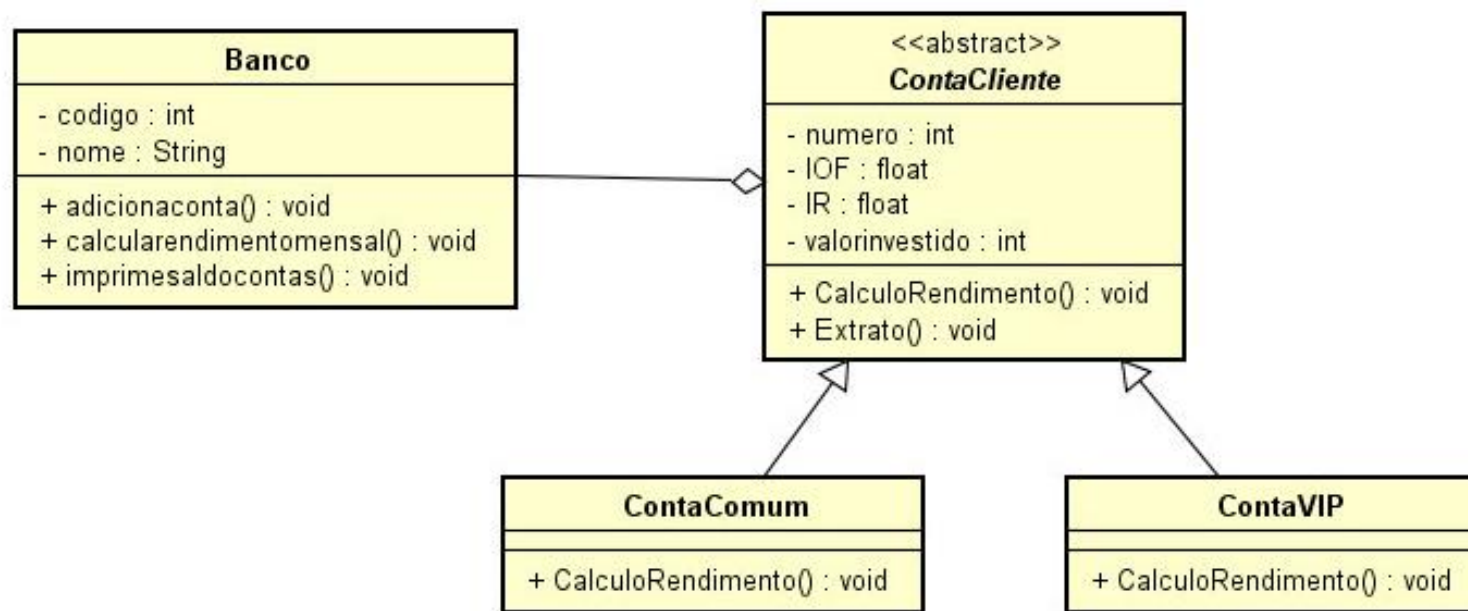 Banco
- codigo : int
- nome : String
+ adicionaconta() : void
+ calcularendimentomensal() : void
+ imprimesaldocontas() : void
<<abstract>>
ContaCliente
- numero : int
- IOF : float
- IR : float
- valorinvestido : int
+ CalculoRendimento() : void
+ Extrato() : void
ContaComum
+ CalculoRendimento() : void
ContaVIP
+ CalculoRendimento() : void